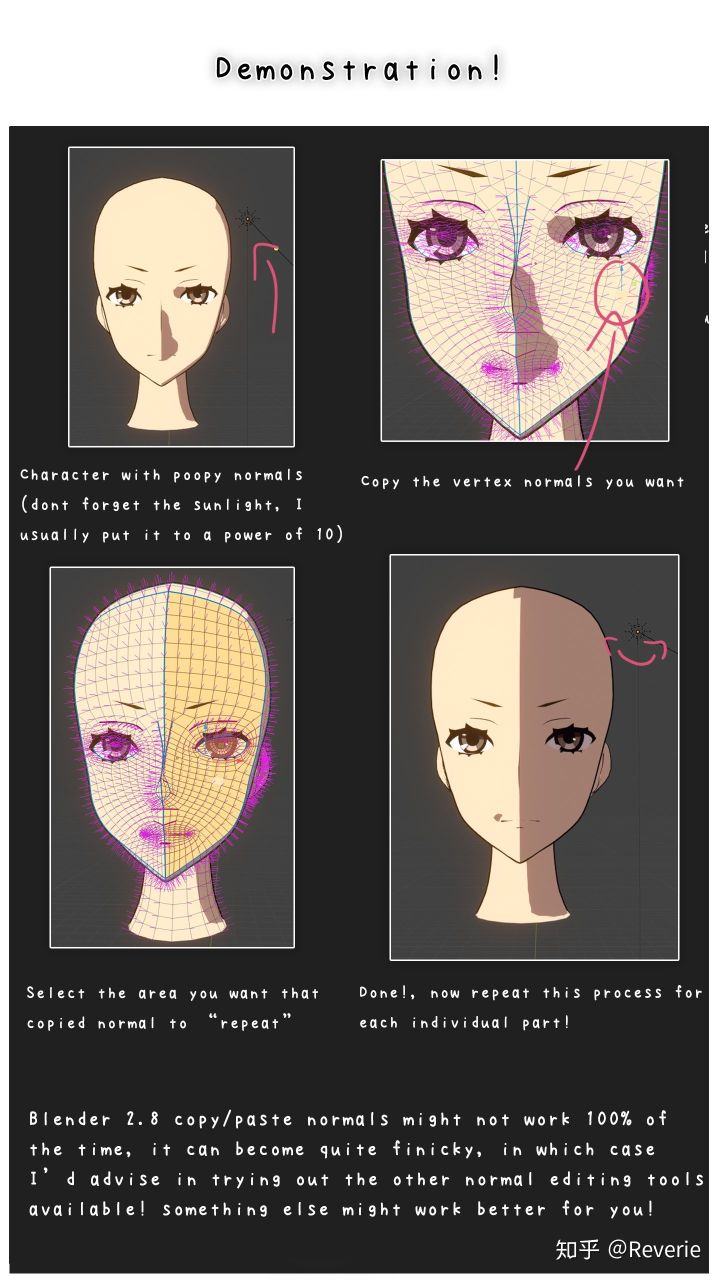 Demonstration!
Character with poopy normals
(dont forget the sunlight, I
usually put it to a power of 10)
Copy the vertex normals you want
Select the area you want that
copied normal to “repeat”
Done!, now repeat this process for
each individual part!
Blender 2.8 copy/paste normals might not work 100% of
the time, it can become quite finicky, in which case
I’d advise in trying out the other normal editing tools
available! something else might work better for you!
知乎 @Reverie